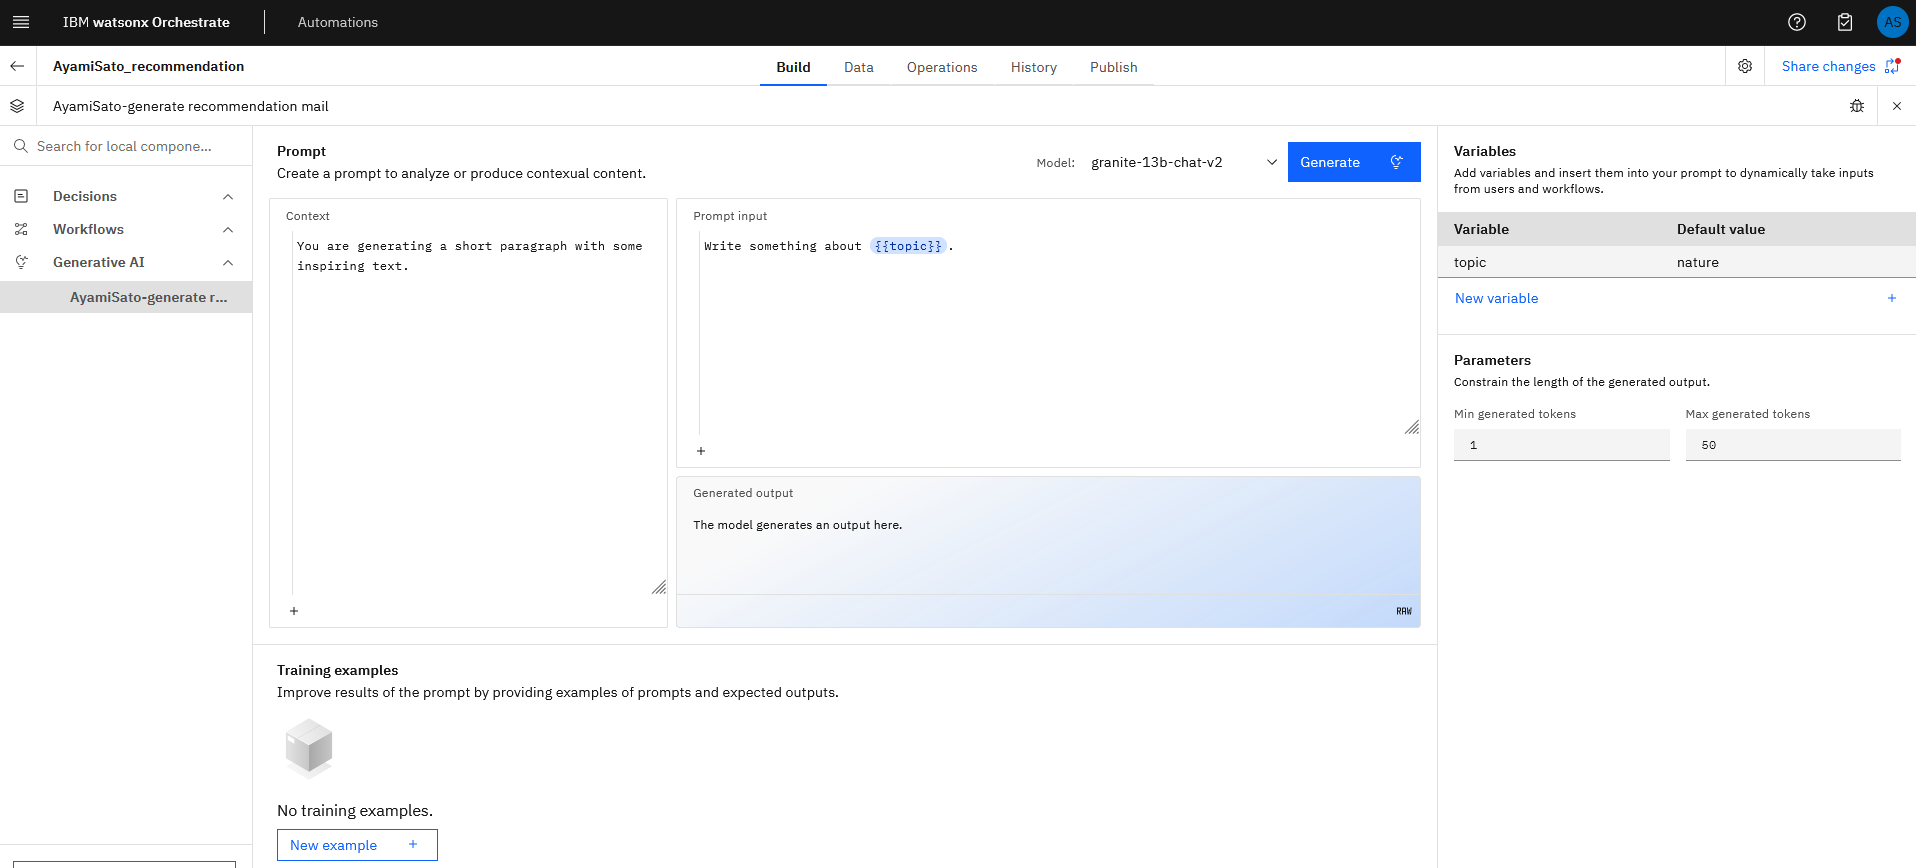 IBM watsonx Orchestrate
Automations
AS
AyamiSato_recommendation
Build
Data
Operations
History
Publish
Share changes
AyamiSato-generate recommendation mail
Search for local compone...
Decisions
Workflows
Generative AI
AyamiSato-generate r...
Prompt
Create a prompt to analyze or produce contexual content.
Model:
granite-13b-chat-v2
Generate
Context
You are generating a short paragraph with some
inspiring text.
+
Prompt input
Write something about {{topic}}.
+
Generated output
The model generates an output here.
RAW
Training examples
Improve results of the prompt by providing examples of prompts and expected outputs.
No training examples.
New example +
Variables
Add variables and insert them into your prompt to dynamically take inputs
from users and workflows.
Variable Default value
topic nature
New variable +
Parameters
Constrain the length of the generated output.
Min generated tokens Max generated tokens
1 50